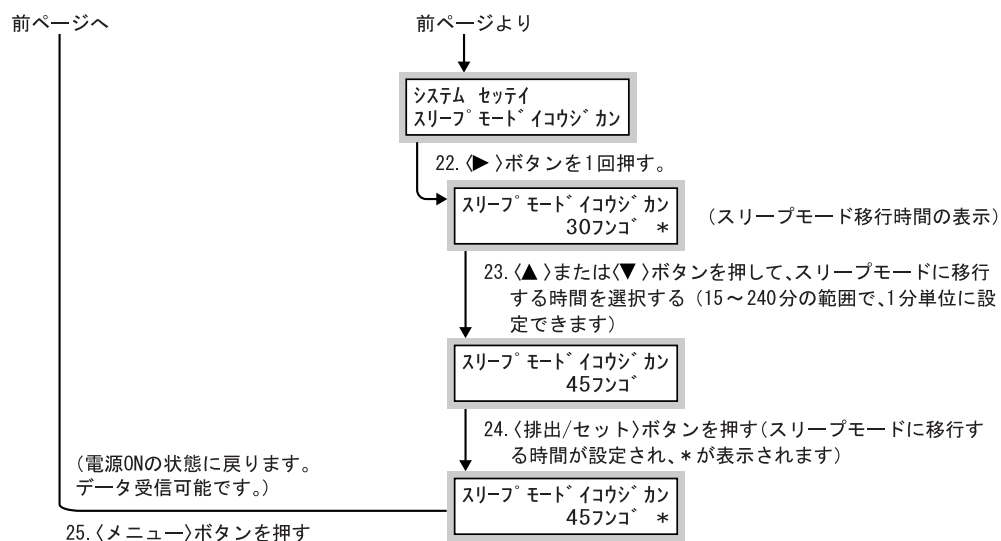 前ページへ
前ページより
システム セッテイ
スリープ モード イコウジカン
22.〈▶〉ボタンを1回押す。
スリープ モード イコウジカン
30フンゴ *
(スリープモード移行時間の表示)
23.〈▲〉または〈▼〉ボタンを押して、スリープモードに移行
する時間を選択する (15～240分の範囲で、1分単位に設
定できます)
スリープ モード イコウジカン
45フンゴ
24.〈排出/セット〉ボタンを押す(スリープモードに移行す
る時間が設定され、*が表示されます)
スリープ モード イコウジカン
45フンゴ *
(電源ONの状態に戻ります。
データ受信可能です。)
25.〈メニュー〉ボタンを押す